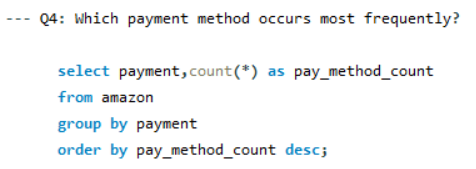 --- Q4: Which payment method occurs most frequently?
select payment,count(*) as pay_method_count
from amazon
group by payment
order by pay_method_count desc;